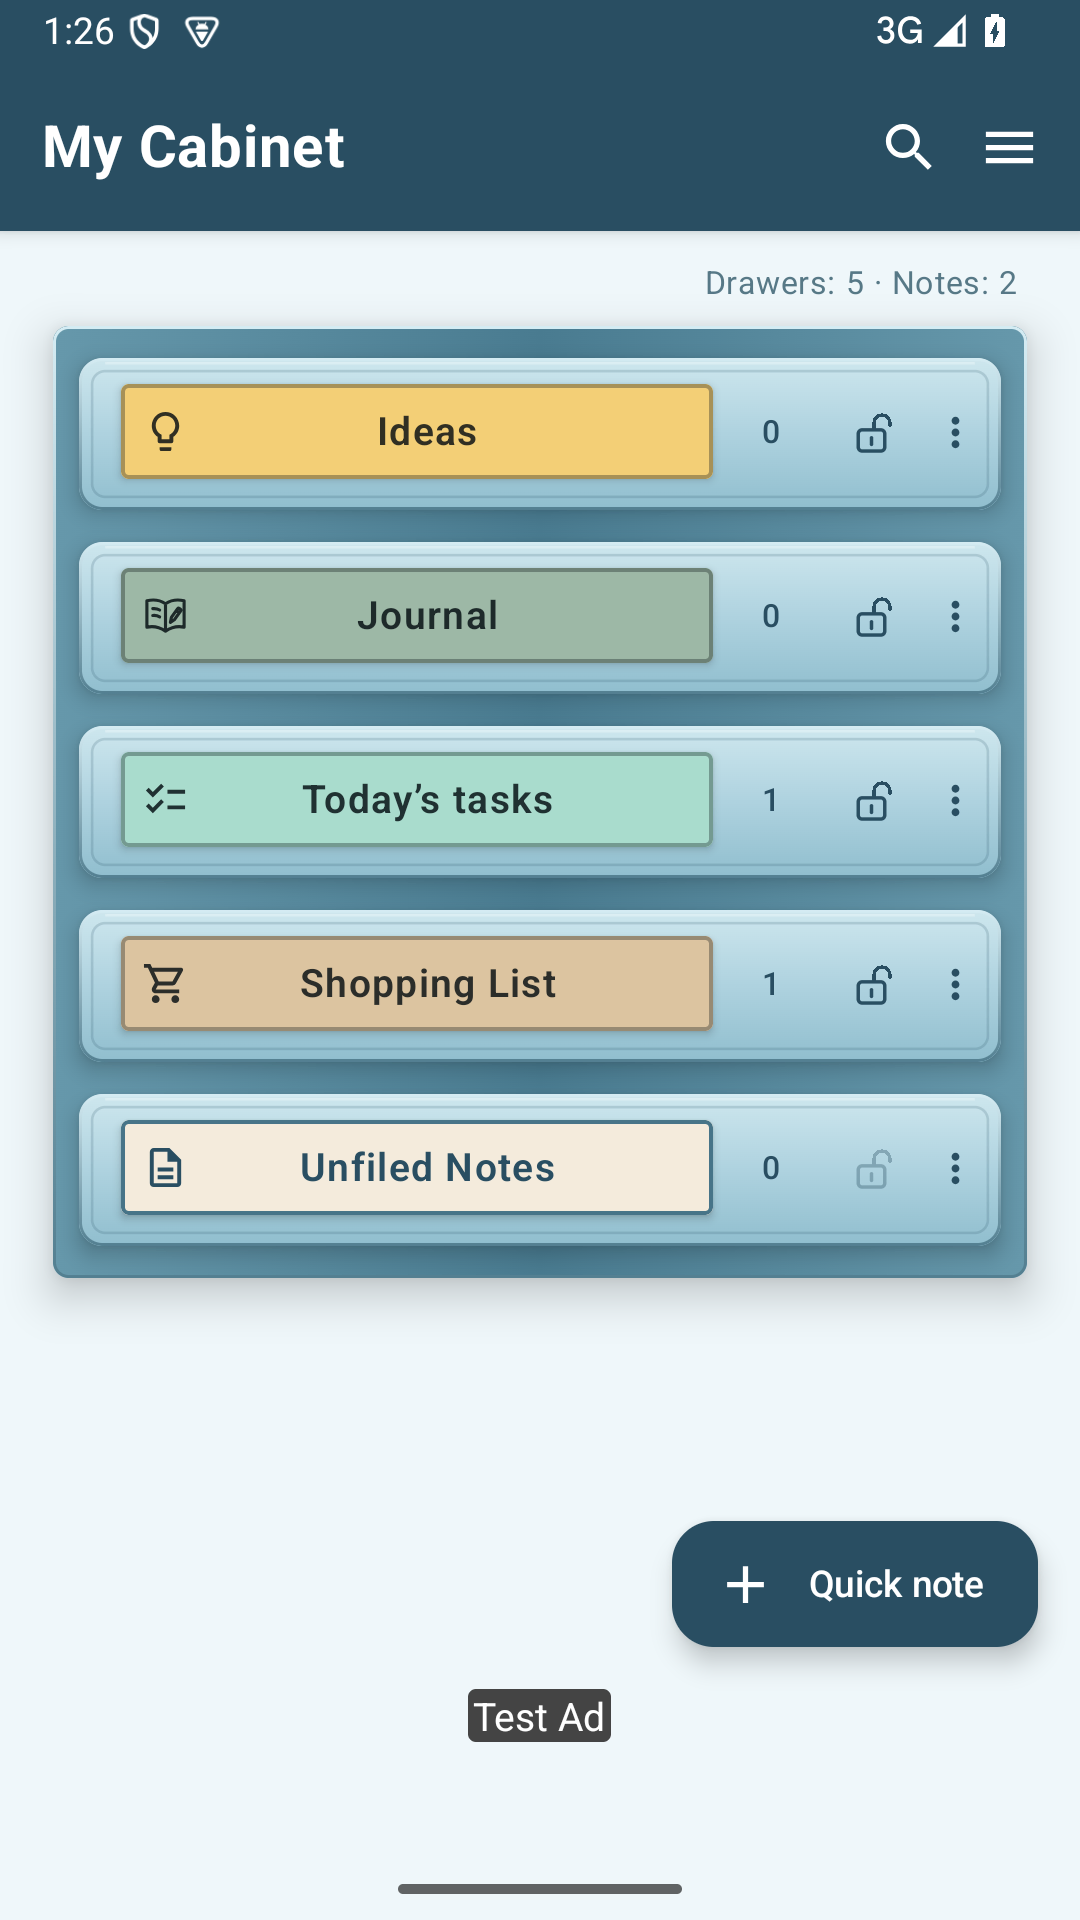 1:26
3G
My Cabinet
Drawers: 5 · Notes: 2
Ideas 0
Journal 0
Today’s tasks 1
Shopping List 1
Unfiled Notes 0
Quick note
Test Ad